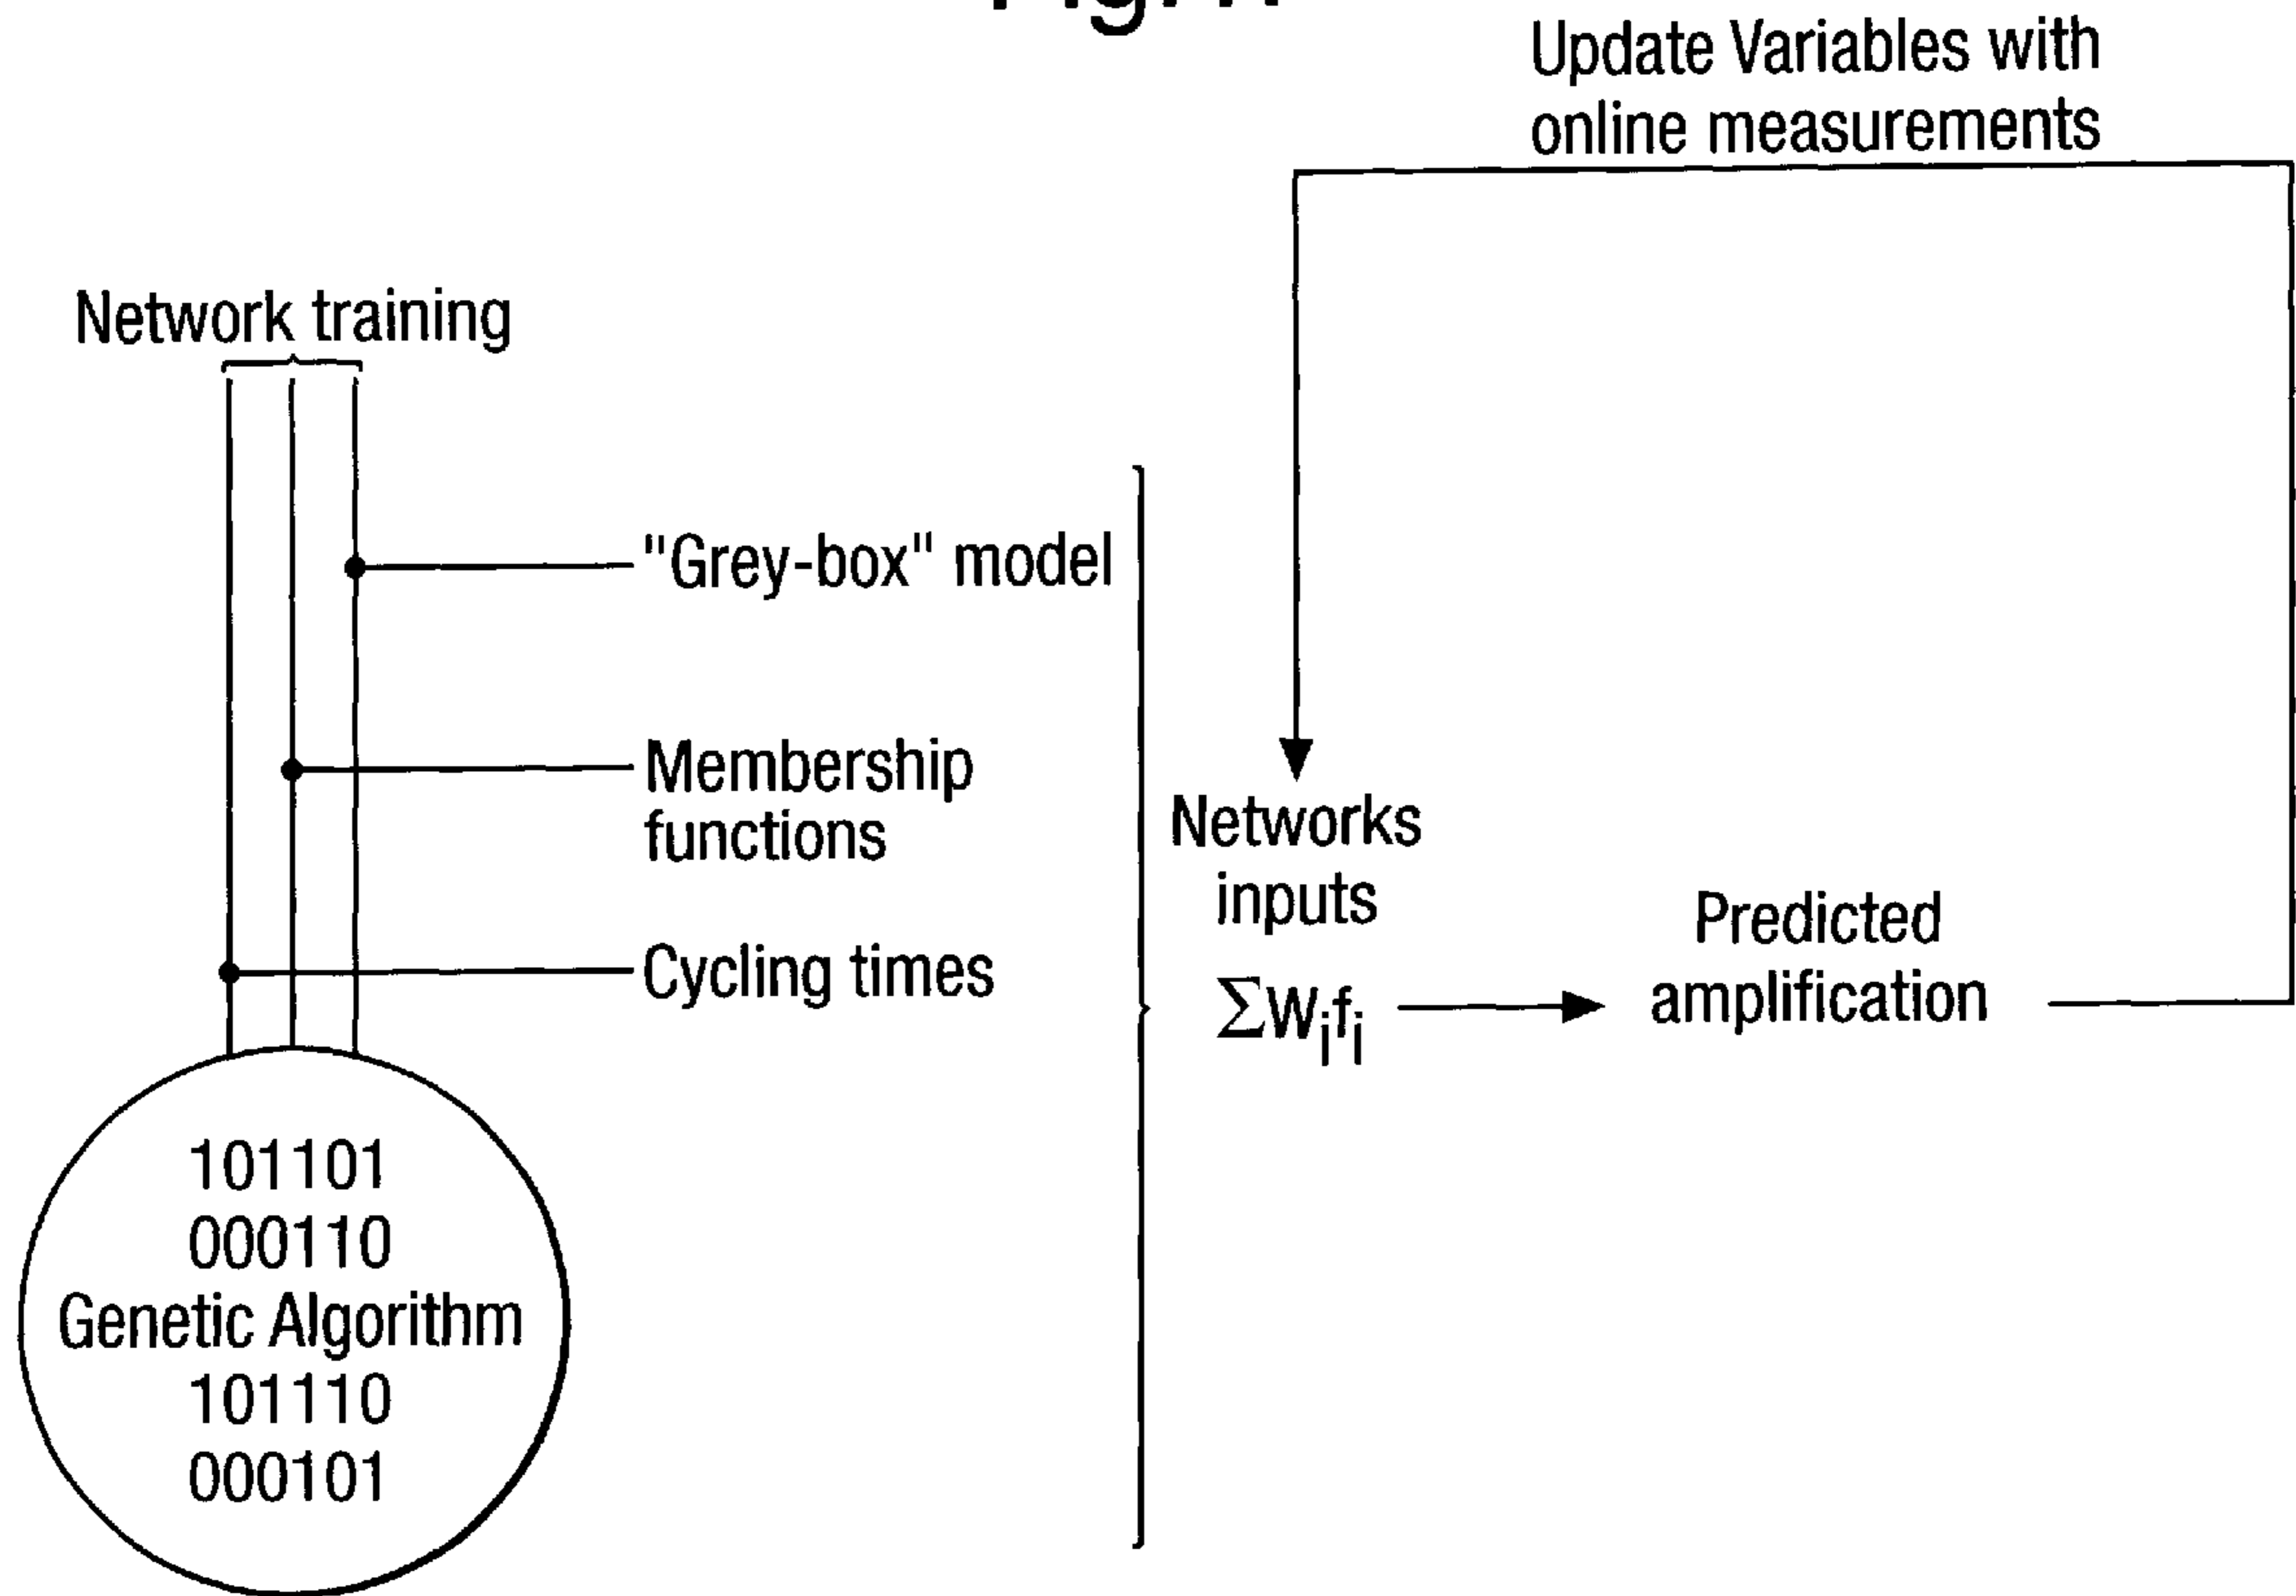 Update Variables with
online measurements
Network training
"Grey-box" model
Membership
functions
Cycling times
Networks
inputs
ΣWifi
Predicted
amplification
101101
000110
Genetic Algorithm
101110
000101